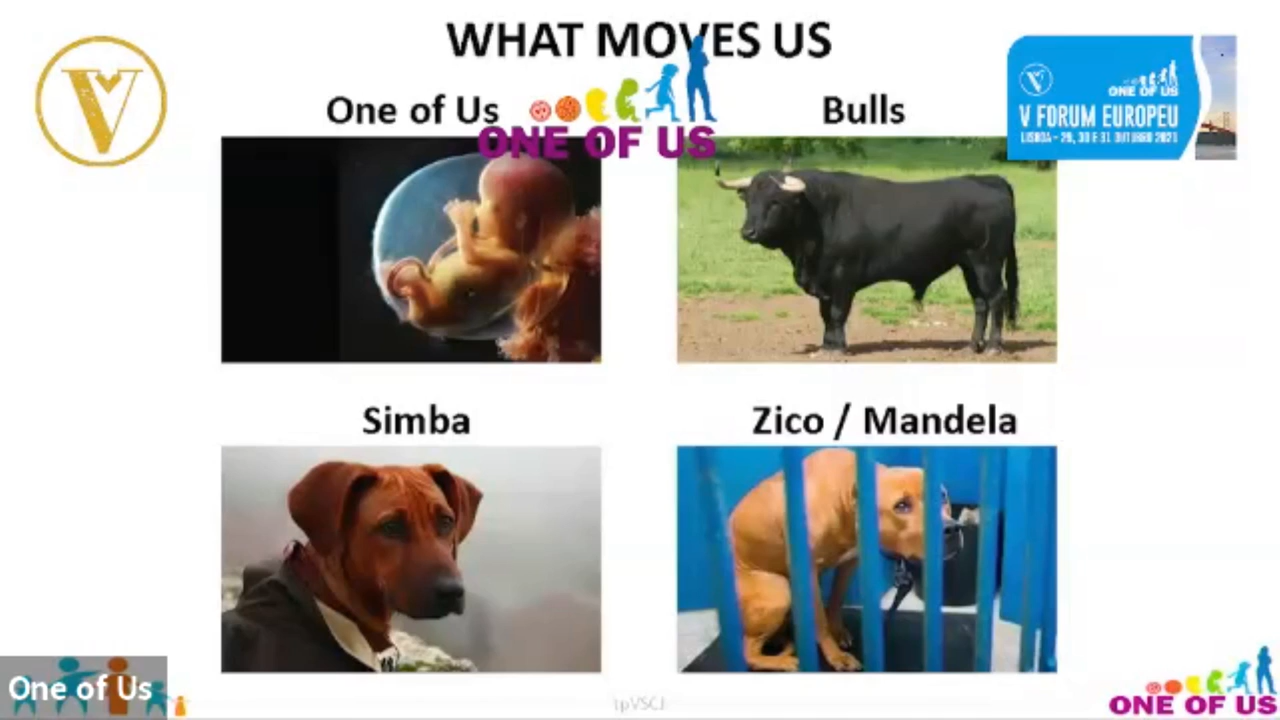 WHAT MOVES US
One of Us
ONE OF US
Bulls
ONE OF US
V FORUM EUROPEU
LISBOA - 29, 30 E 31 OUTUBRO 2021
Simba
Zico / Mandela
One of Us
tpVSCJ
ONE OF US